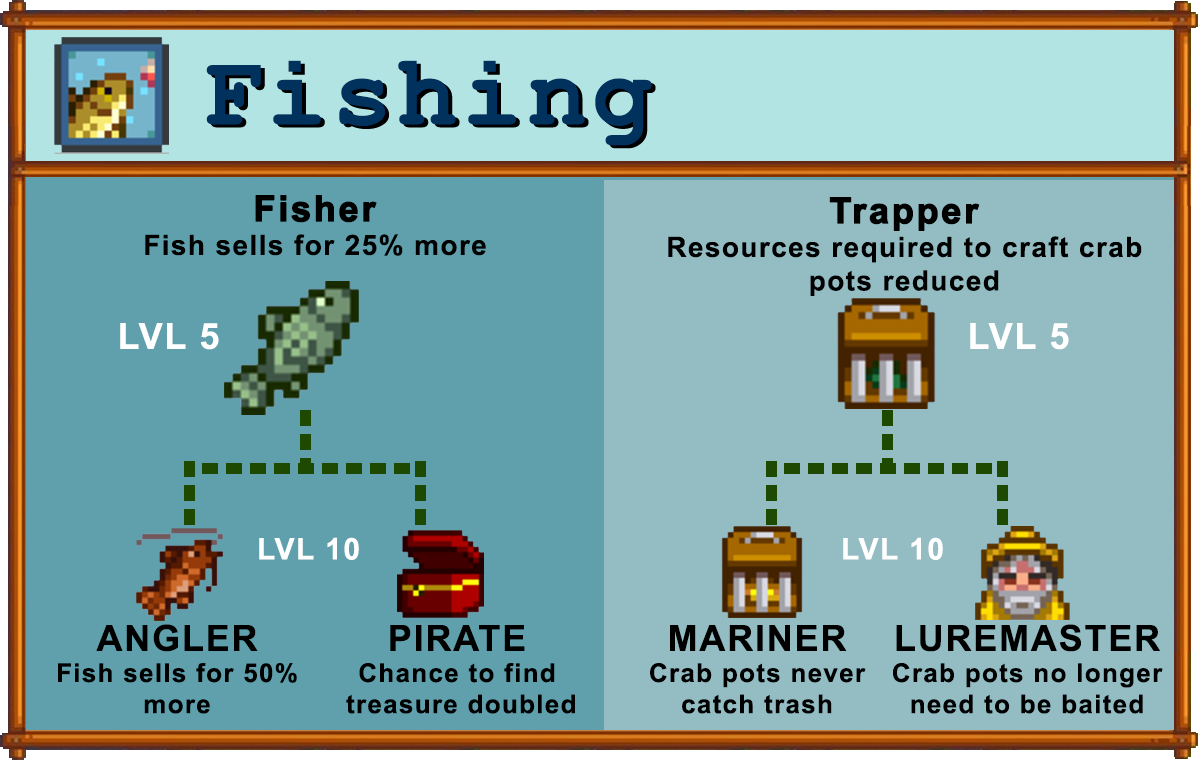 Fishing
Fisher
Fish sells for 25% more
LVL 5
LVL 10
ANGLER
Fish sells for 50%
more
PIRATE
Chance to find
treasure doubled
Trapper
Resources required to craft crab
pots reduced
LVL 5
LVL 10
MARINER
Crab pots never
catch trash
LUREMASTER
Crab pots no longer
need to be baited